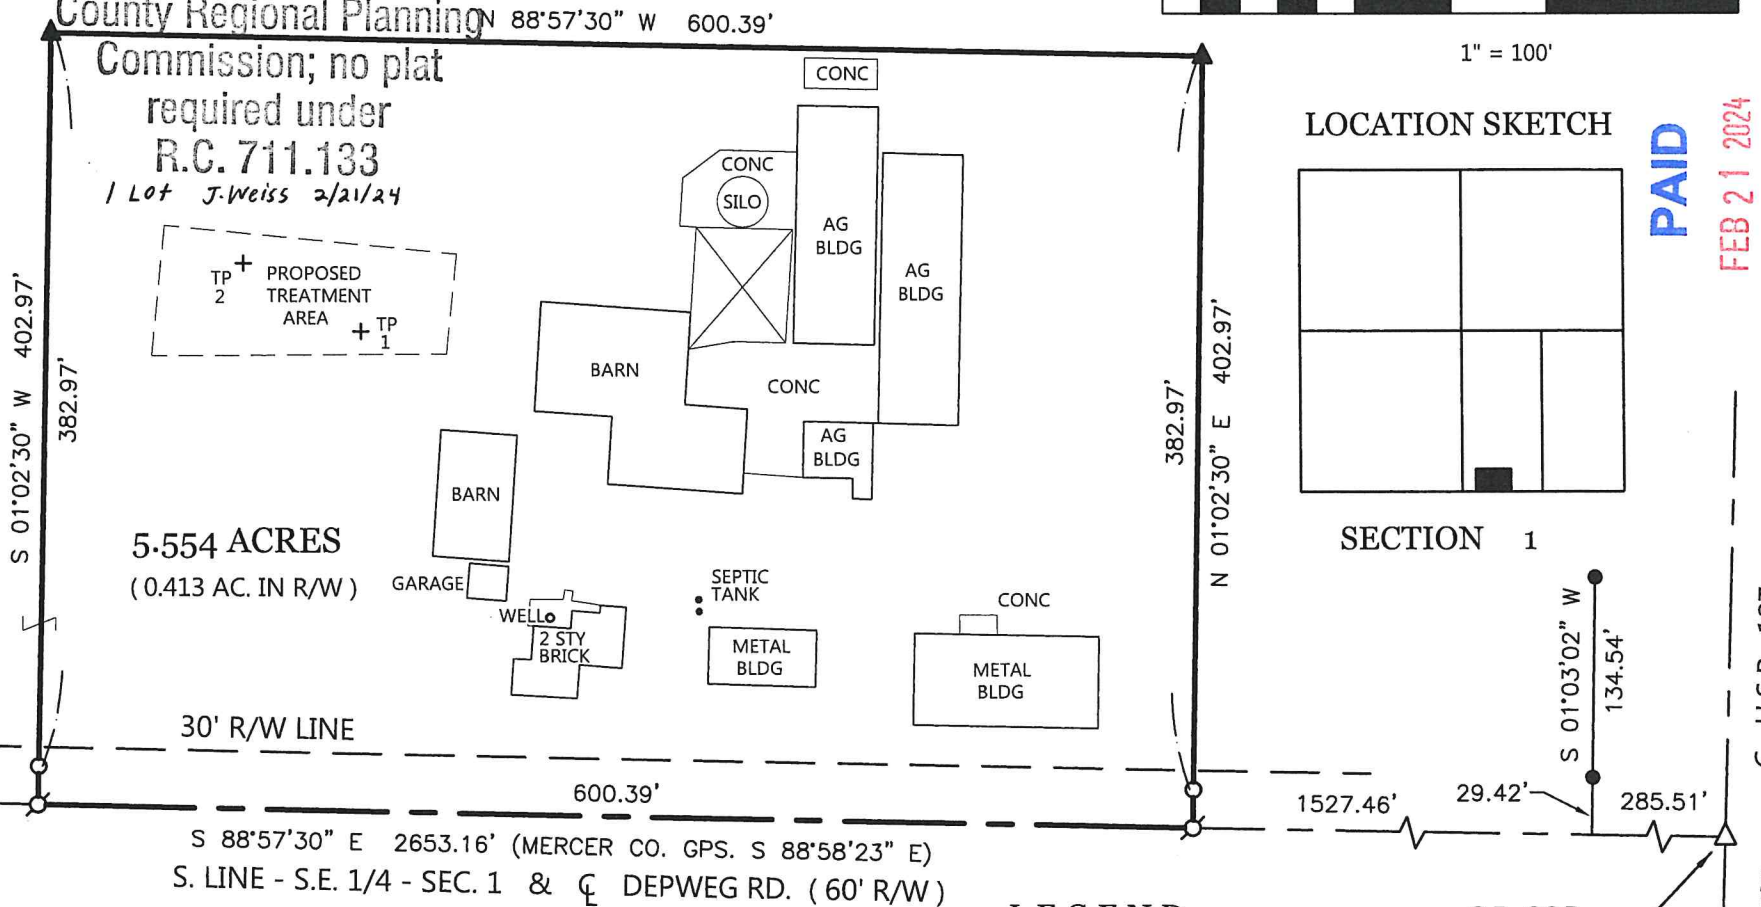 County Regional Planning
Commission; no plat
required under
R.C. 711.133
1 Lot J. Weiss 2/21/24
N 88°57'30" W 600.39'
1" = 100'
LOCATION SKETCH
PAID
FEB 21 2024
SECTION 1
CONC
CONC
SILO
AG
BLDG
AG
BLDG
TP
2
PROPOSED
TREATMENT
AREA
TP
1
BARN
CONC
AG
BLDG
BARN
S 01°02'30" W 402.97'
382.97'
382.97'
N 01°02'30" E 402.97'
5.554 ACRES
( 0.413 AC. IN R/W )
GARAGE
WELL
2 STY
BRICK
SEPTIC
TANK
METAL
BLDG
CONC
METAL
BLDG
30' R/W LINE
600.39'
S 01°03'02" W
134.54'
1527.46'
29.42'
285.51'
S 88°57'30" E 2653.16' (MERCER CO. GPS. S 88°58'23" E)
S. LINE - S.E. 1/4 - SEC. 1 & ℄ DEPWEG RD. ( 60' R/W )
LEGEND